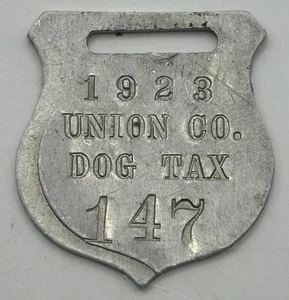 1923
UNION CO.
DOG TAX
147